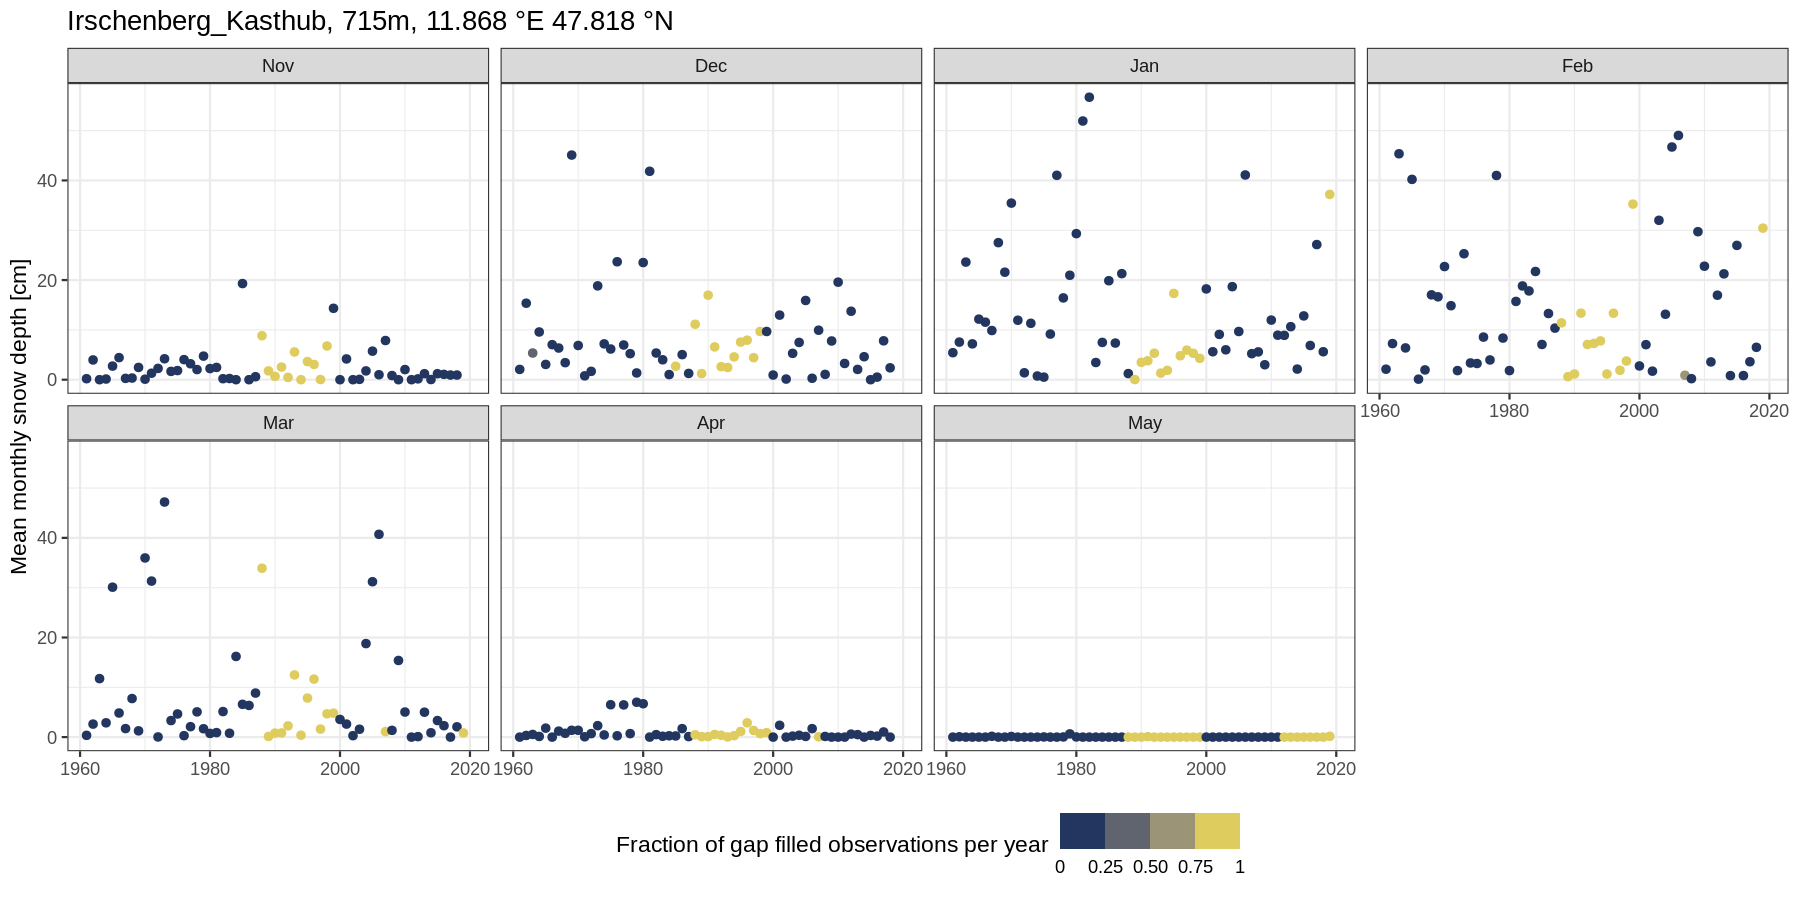 Irschenberg_Kasthub, 715m, 11.868 °E 47.818 °N
Nov Dec Jan Feb
40
20
0
1960 1980 2000 2020
Mar Apr May
40
20
0
1960 1980 2000 2020 1960 1980 2000 2020 1960 1980 2000 2020
Mean monthly snow depth [cm]
Fraction of gap filled observations per year
0 0.25 0.50 0.75 1